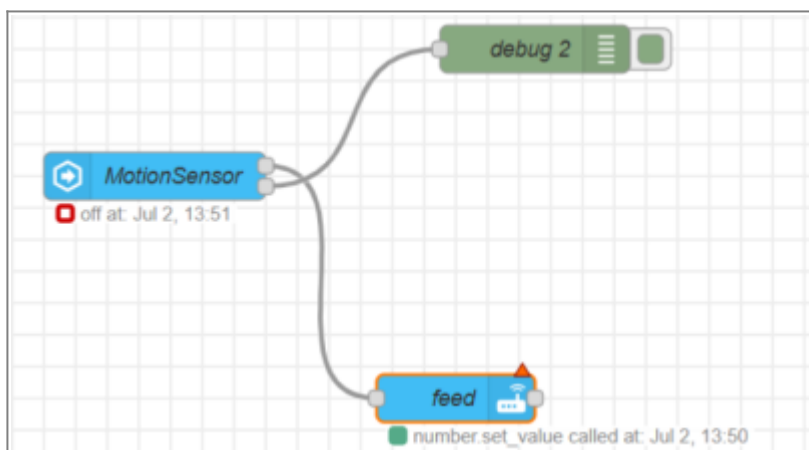 debug 2
MotionSensor
off at: Jul 2, 13:51
feed
number.set_value called at: Jul 2, 13:50